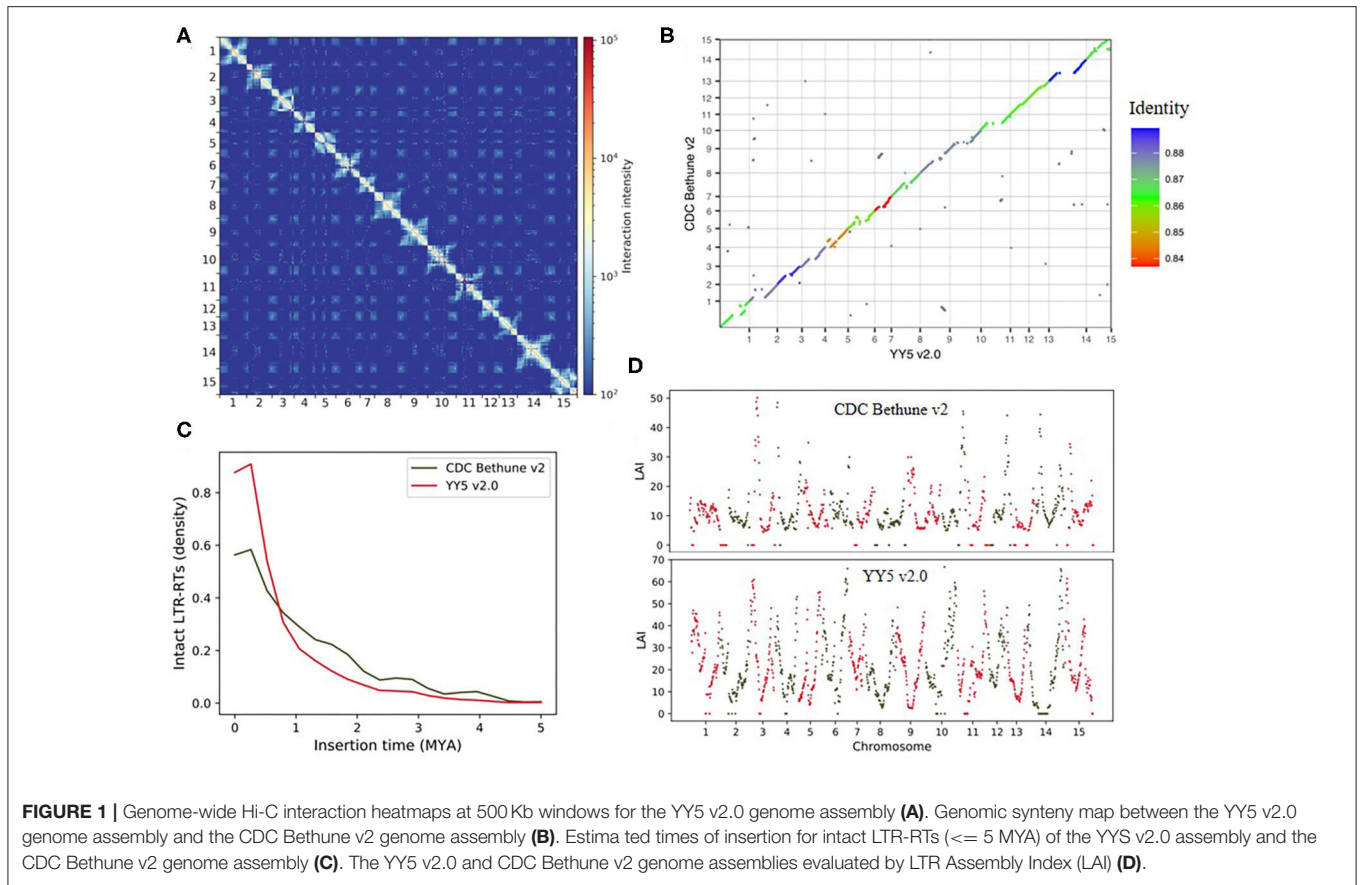 A
1
2
3
4
5
6
7
8
9
10
11
12
13
14
15
1 2 3 4 5 6 7 8 9 10 11 12 13 14 15
10^5
10^4
10^3
10^2
Interaction intensity
B
15
14
13
12
11
10
9
8
7
6
5
4
3
2
1
CDC Bethune v2
1 2 3 4 5 6 7 8 9 10 11 12 13 14 15
YY5 v2.0
Identity
0.88
0.87
0.86
0.85
0.84
C
CDC Bethune v2
YY5 v2.0
0.8
0.6
0.4
0.2
0.0
Intact LTR-RTs (density)
0 1 2 3 4 5
Insertion time (MYA)
D
CDC Bethune v2
50
40
30
20
10
0
LAI
YY5 v2.0
70
60
50
40
30
20
10
0
LAI
1 2 3 4 5 6 7 8 9 10 11 12 13 14 15
Chromosome
FIGURE 1 | Genome-wide Hi-C interaction heatmaps at 500 Kb windows for the YY5 v2.0 genome assembly (A). Genomic synteny map between the YY5 v2.0
genome assembly and the CDC Bethune v2 genome assembly (B). Estima ted times of insertion for intact LTR-RTs (<= 5 MYA) of the YYS v2.0 assembly and the
CDC Bethune v2 genome assembly (C). The YY5 v2.0 and CDC Bethune v2 genome assemblies evaluated by LTR Assembly Index (LAI) (D).